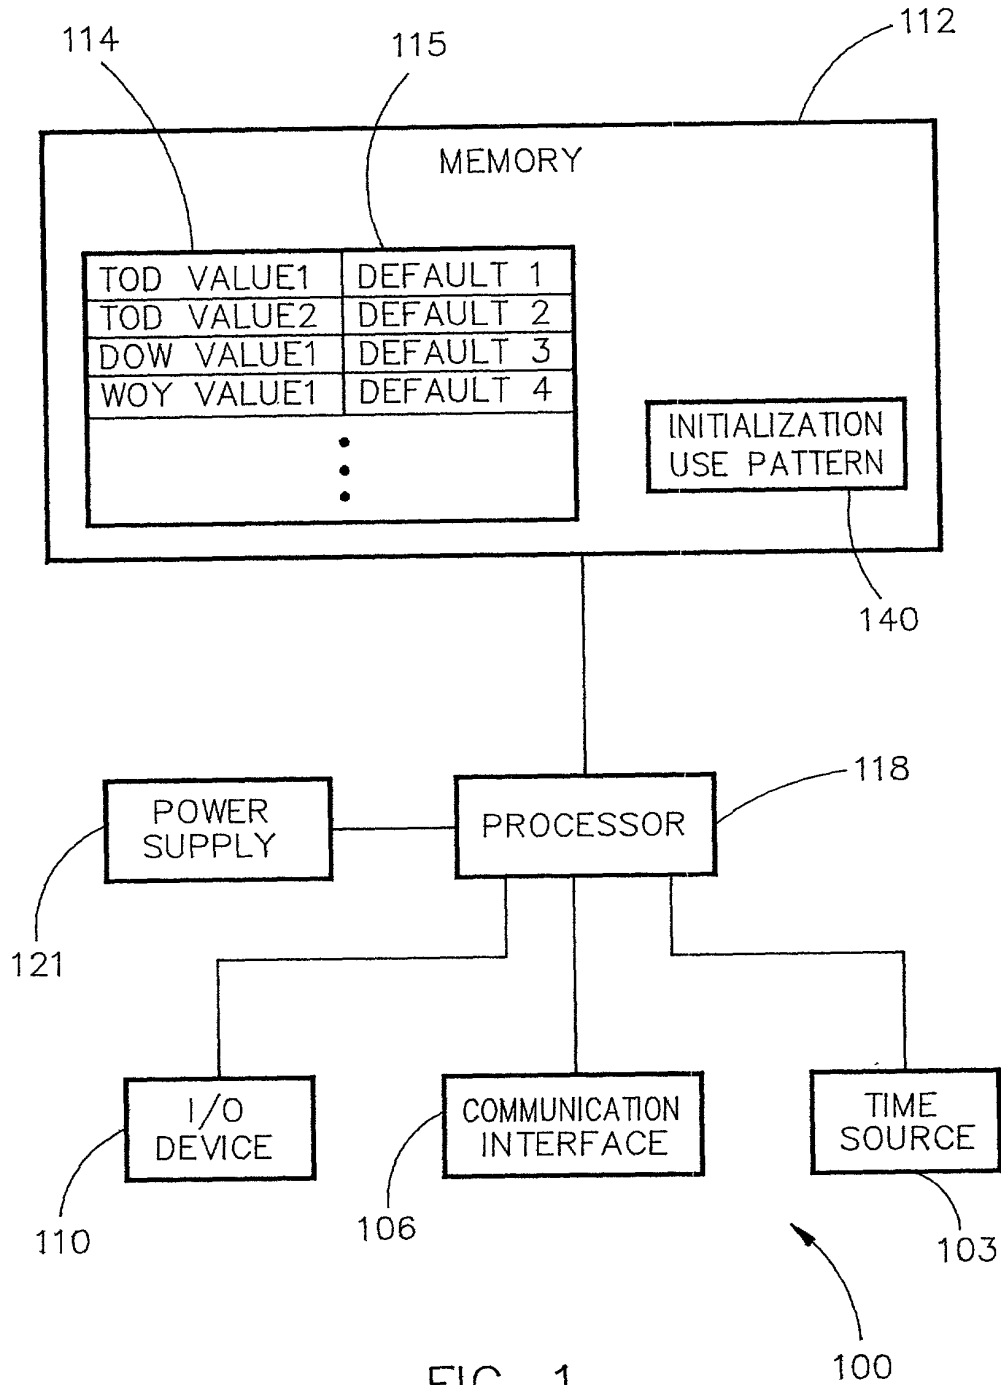 114
115
112
MEMORY
TOD VALUE1 DEFAULT 1
TOD VALUE2 DEFAULT 2
DOW VALUE1 DEFAULT 3
WOY VALUE1 DEFAULT 4
INITIALIZATION
USE PATTERN
140
118
POWER
SUPPLY
PROCESSOR
121
I/O
DEVICE
COMMUNICATION
INTERFACE
TIME
SOURCE
110
106
103
100
FIG. 1